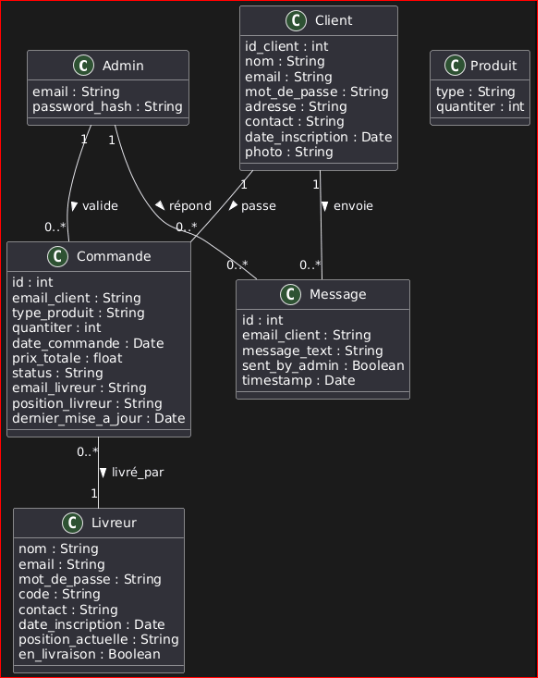 C Client
id_client : int
nom : String
email : String
mot_de_passe : String
adresse : String
contact : String
date_inscription : Date
photo : String
C Admin
email : String
password_hash : String
C Produit
type : String
quantiter : int
1
1
1
1
valide
répond
passe
envoie
0..*
0..*
0..*
0..*
C Commande
id : int
email_client : String
type_produit : String
quantiter : int
date_commande : Date
prix_totale : float
status : String
email_livreur : String
position_livreur : String
dernier_mise_a_jour : Date
C Message
id : int
email_client : String
message_text : String
sent_by_admin : Boolean
timestamp : Date
0..*
livré_par
1
C Livreur
nom : String
email : String
mot_de_passe : String
code : String
contact : String
date_inscription : Date
position_actuelle : String
en_livraison : Boolean